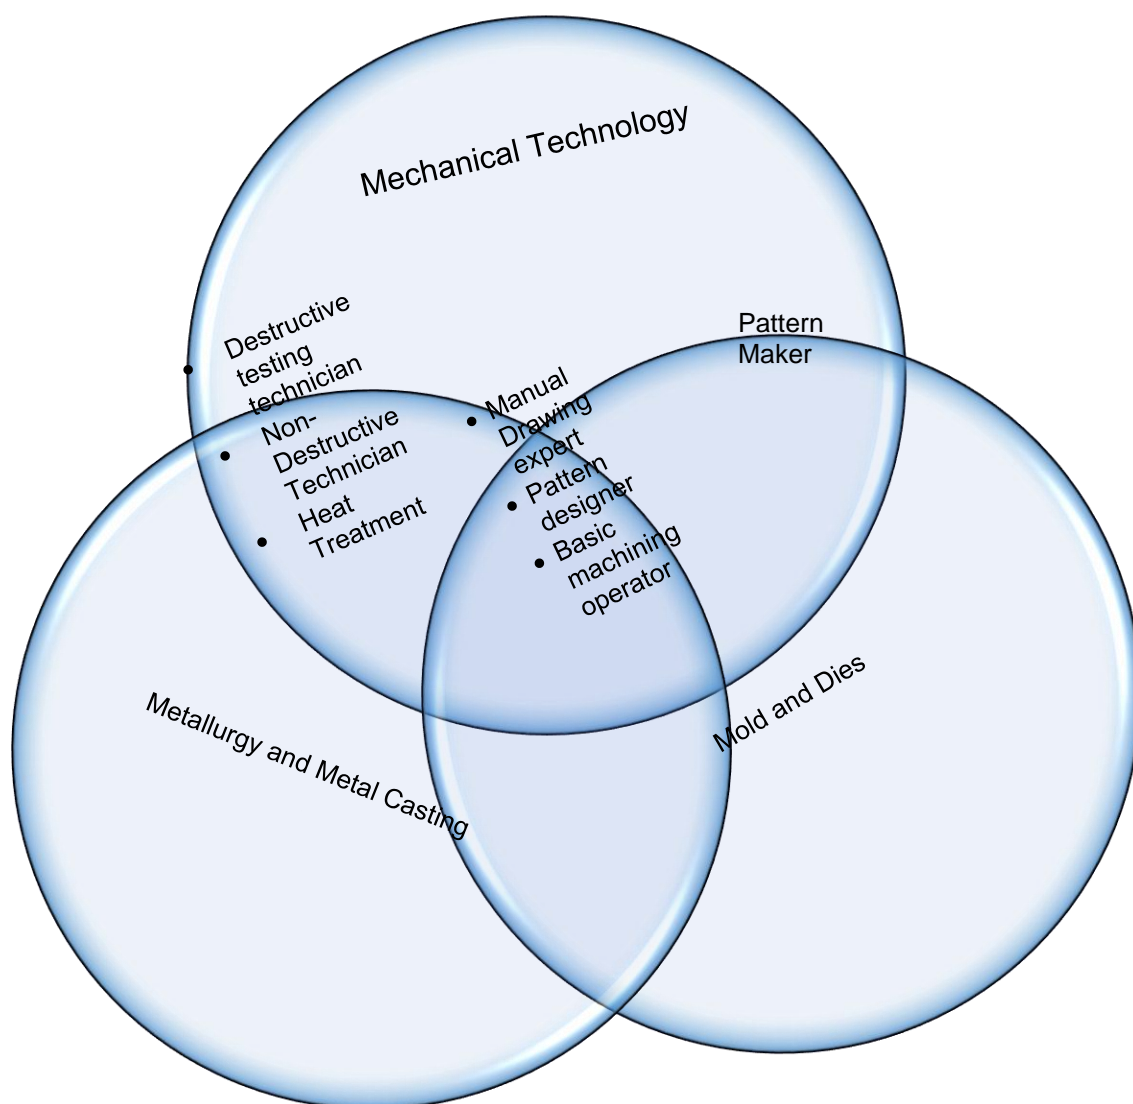 Mechanical Technology
• Destructive
testing
technician
• Non-
Destructive
Technician
• Heat
Treatment
• Manual
Drawing
expert
• Pattern
designer
• Basic
machining
operator
Pattern
Maker
Metallurgy and Metal Casting
Mold and Dies